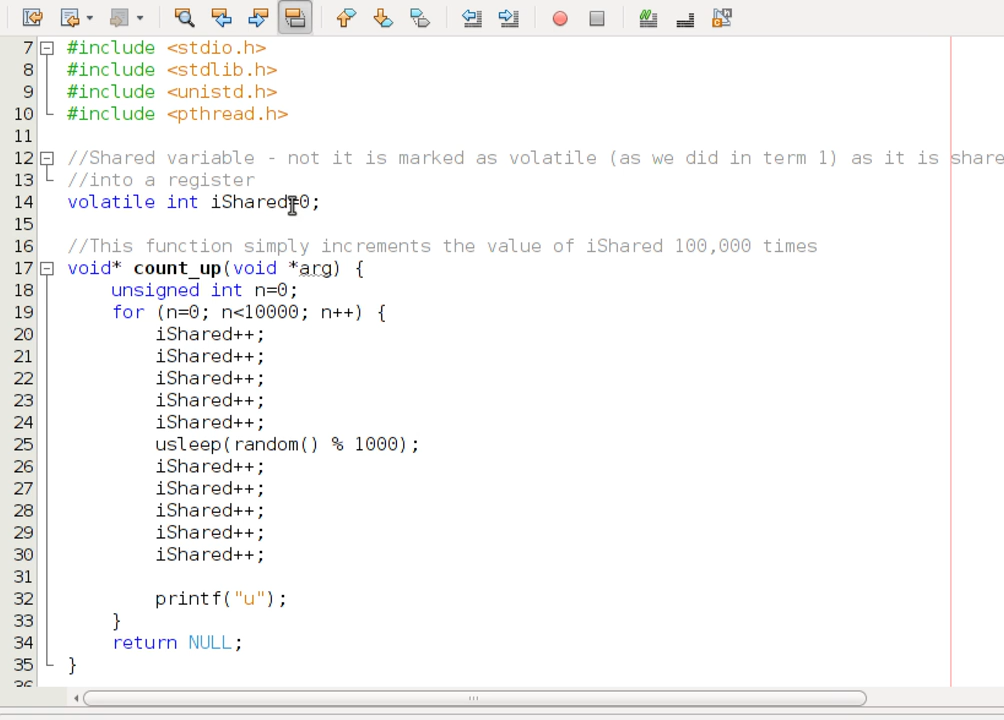 7 #include <stdio.h>
8 #include <stdlib.h>
9 #include <unistd.h>
10 #include <pthread.h>
11
12 //Shared variable - not it is marked as volatile (as we did in term 1) as it is share
13 //into a register
14 volatile int iShared=0;
15
16 //This function simply increments the value of iShared 100,000 times
17 void* count_up(void *arg) {
18 unsigned int n=0;
19 for (n=0; n<10000; n++) {
20 iShared++;
21 iShared++;
22 iShared++;
23 iShared++;
24 iShared++;
25 usleep(random() % 1000);
26 iShared++;
27 iShared++;
28 iShared++;
29 iShared++;
30 iShared++;
31
32 printf("u");
33 }
34 return NULL;
35 }
36